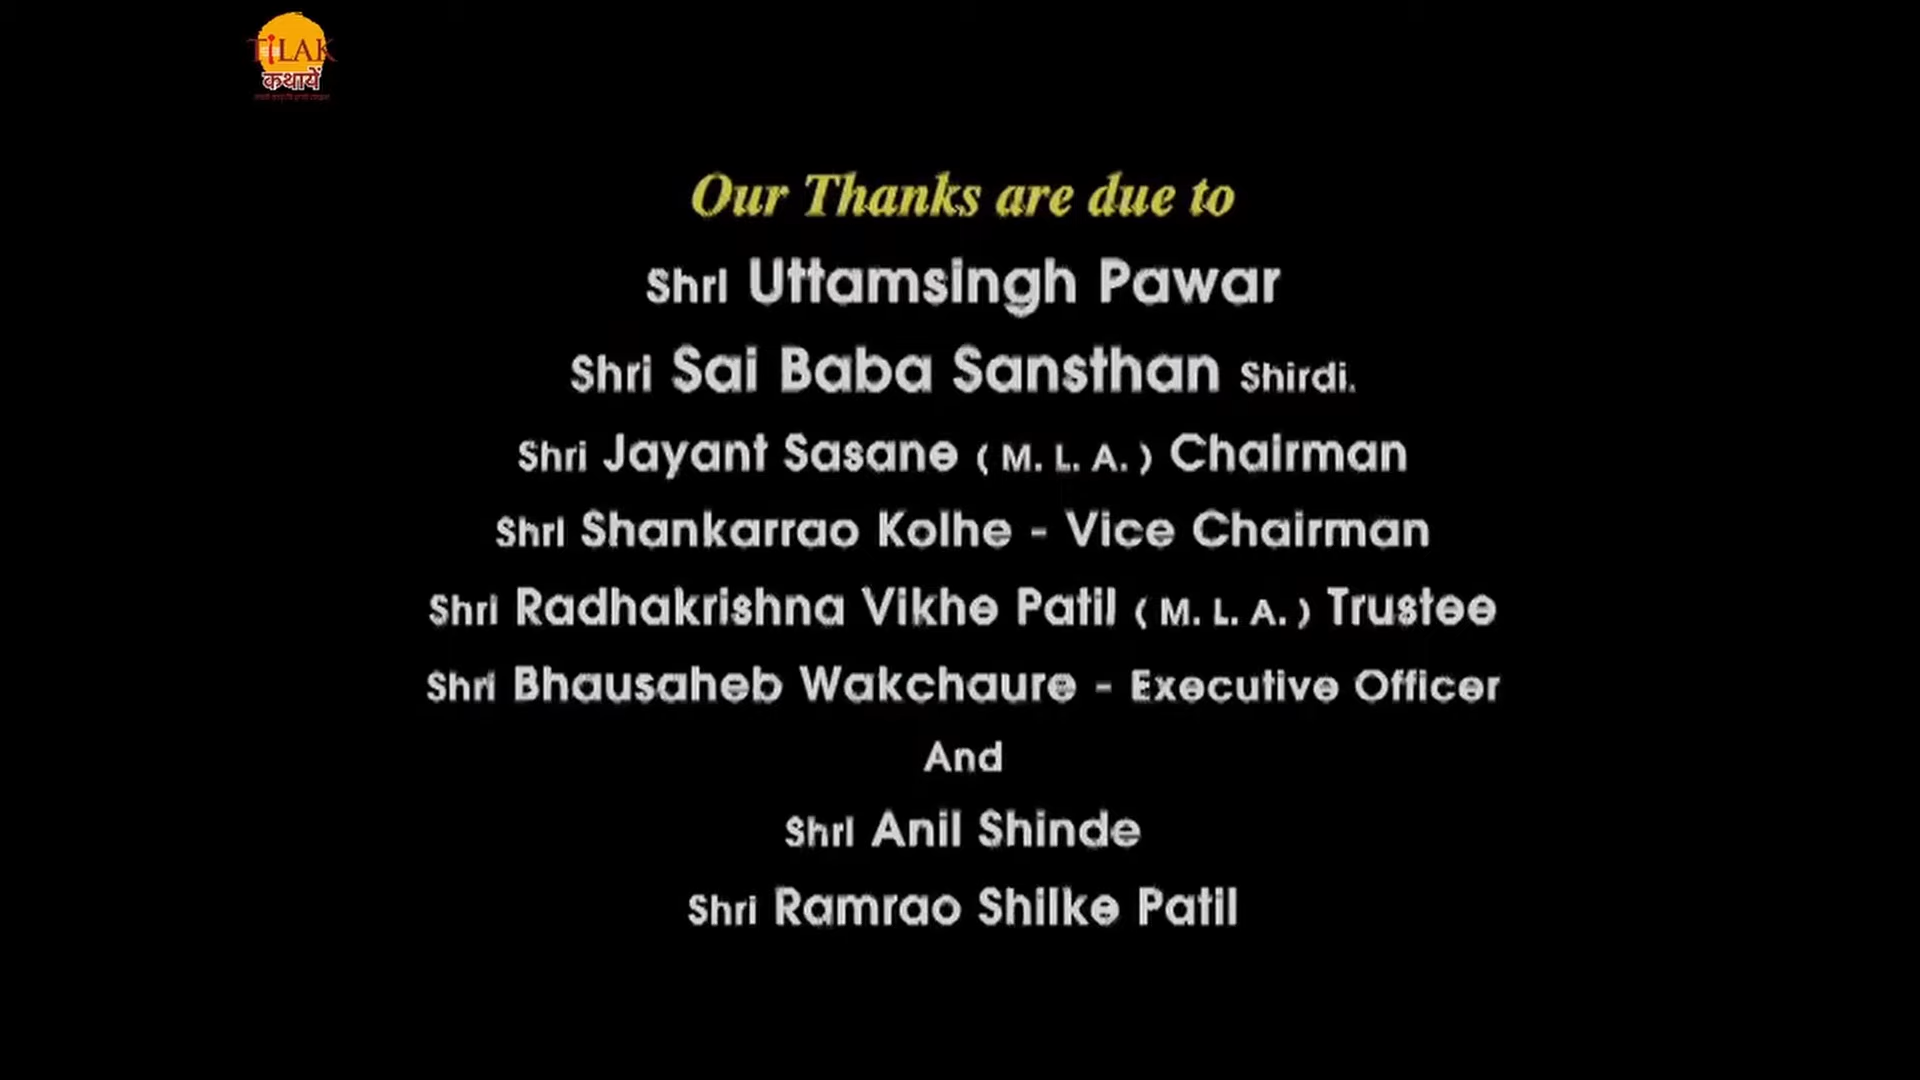 TiLAK
कथायें
Our Thanks are due to
Shri Uttamsingh Pawar
Shri Sai Baba Sansthan Shirdi.
Shri Jayant Sasane ( M. L. A. ) Chairman
Shri Shankarrao Kolhe - Vice Chairman
Shri Radhakrishna Vikhe Patil ( M. L. A. ) Trustee
Shri Bhausaheb Wakchaure - Executive Officer
And
Shri Anil Shinde
Shri Ramrao Shilke Patil